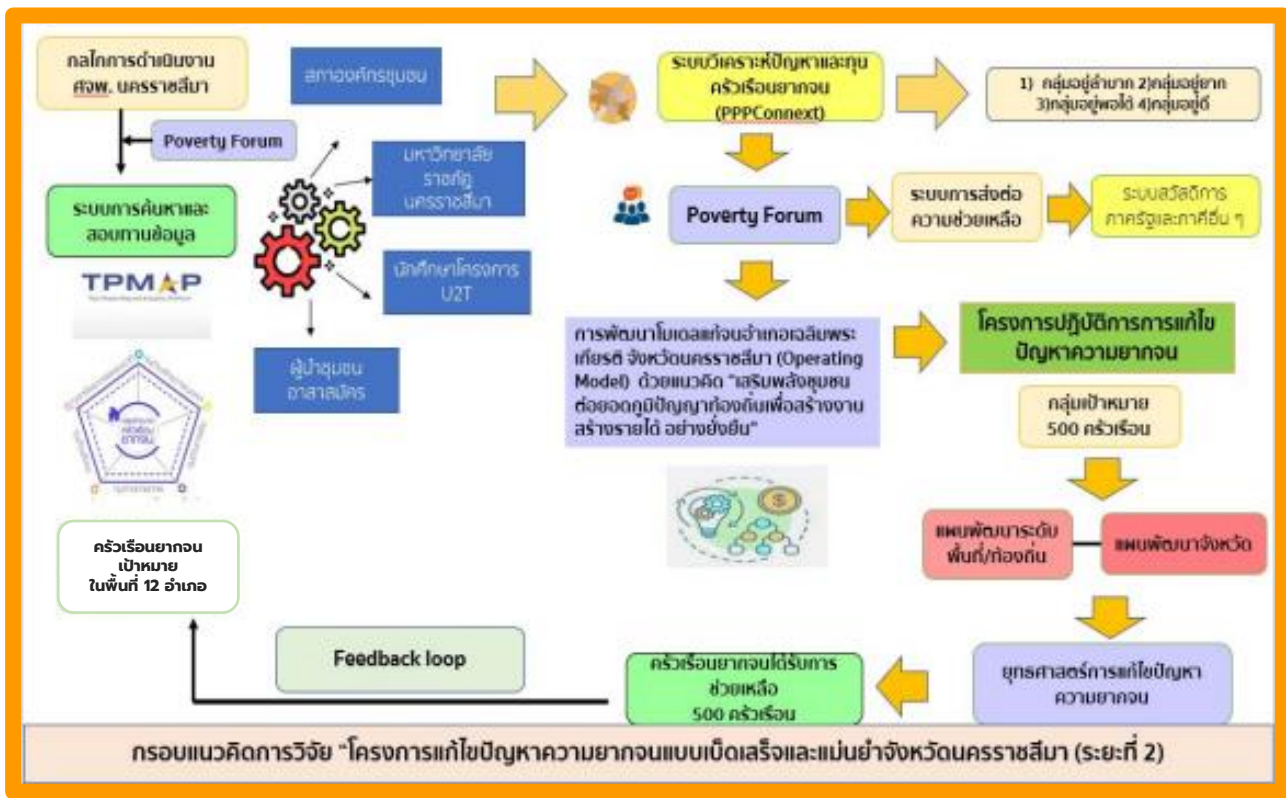 กลไกการดำเนินงาน
ศจพ. นครราชสีมา
Poverty Forum
ระบบการค้นหาและ
สอบทานข้อมูล
TPMAP
ครัวเรือน
ยากจน
ครัวเรือนยากจน
เป้าหมาย
ในพื้นที่ 12 อำเภอ
สภาองค์กรชุมชน
มหาวิทยาลัย
ราชภัฏ
นครราชสีมา
นักศึกษาโครงการ
U2T
ผู้นำชุมชน
อาสาสมัคร
ระบบวิเคราะห์ปัญหาและทุน
ครัวเรือนยากจน
(PPPConnext)
1) กลุ่มอยู่ลำบาก 2)กลุ่มอยู่ยาก
3)กลุ่มอยู่พอได้ 4)กลุ่มอยู่ดี
Poverty Forum
ระบบการส่งต่อ
ความช่วยเหลือ
ระบบสวัสดิการ
ภาครัฐและภาคีอื่น ๆ
การพัฒนาโมเดลแก้จนอำเภอเฉลิมพระ
เกียรติ จังหวัดนครราชสีมา (Operating
Model) ด้วยแนวคิด "เสริมพลังชุมชน
ต่อยอดภูมิปัญญาท้องถิ่นเพื่อสร้างงาน
สร้างรายได้ อย่างยั่งยืน"
โครงการปฏิบัติการการแก้ไข
ปัญหาความยากจน
กลุ่มเป้าหมาย
500 ครัวเรือน
แผนพัฒนาระดับ
พื้นที่/ท้องถิ่น
แผนพัฒนาจังหวัด
ยุทธศาสตร์การแก้ไขปัญหา
ความยากจน
ครัวเรือนยากจนได้รับการ
ช่วยเหลือ
500 ครัวเรือน
Feedback loop
กรอบแนวคิดการวิจัย "โครงการแก้ไขปัญหาความยากจนแบบเบ็ดเสร็จและแม่นยำจังหวัดนครราชสีมา (ระยะที่ 2)